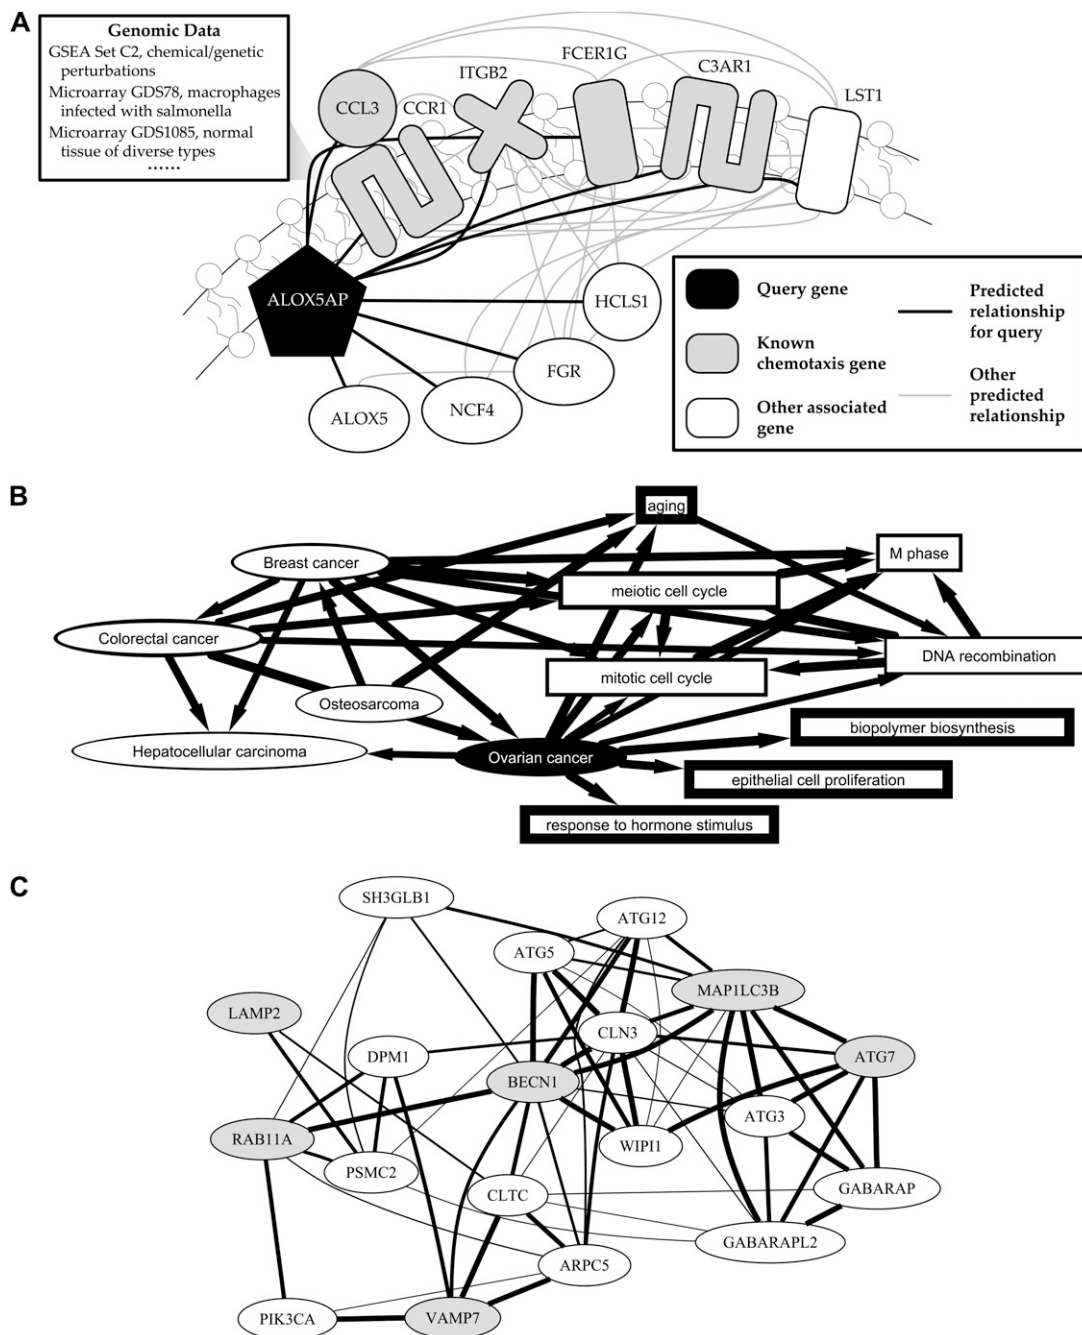 A
Genomic Data
GSEA Set C2, chemical/genetic
perturbations
Microarray GDS78, macrophages
infected with salmonella
Microarray GDS1085, normal
tissue of diverse types
......
CCL3
CCR1
ITGB2
FCER1G
C3AR1
LST1
ALOX5AP
HCLS1
FGR
NCF4
ALOX5
Query gene
Known
chemotaxis gene
Other associated
gene
Predicted
relationship
for query
Other
predicted
relationship
B
aging
Breast cancer
M phase
meiotic cell cycle
Colorectal cancer
DNA recombination
mitotic cell cycle
Osteosarcoma
biopolymer biosynthesis
Hepatocellular carcinoma
Ovarian cancer
epithelial cell proliferation
response to hormone stimulus
C
SH3GLB1
ATG12
ATG5
MAP1LC3B
LAMP2
CLN3
DPM1
ATG7
BECN1
ATG3
RAB11A
WIPI1
PSMC2
CLTC
GABARAP
GABARAPL2
ARPC5
PIK3CA
VAMP7